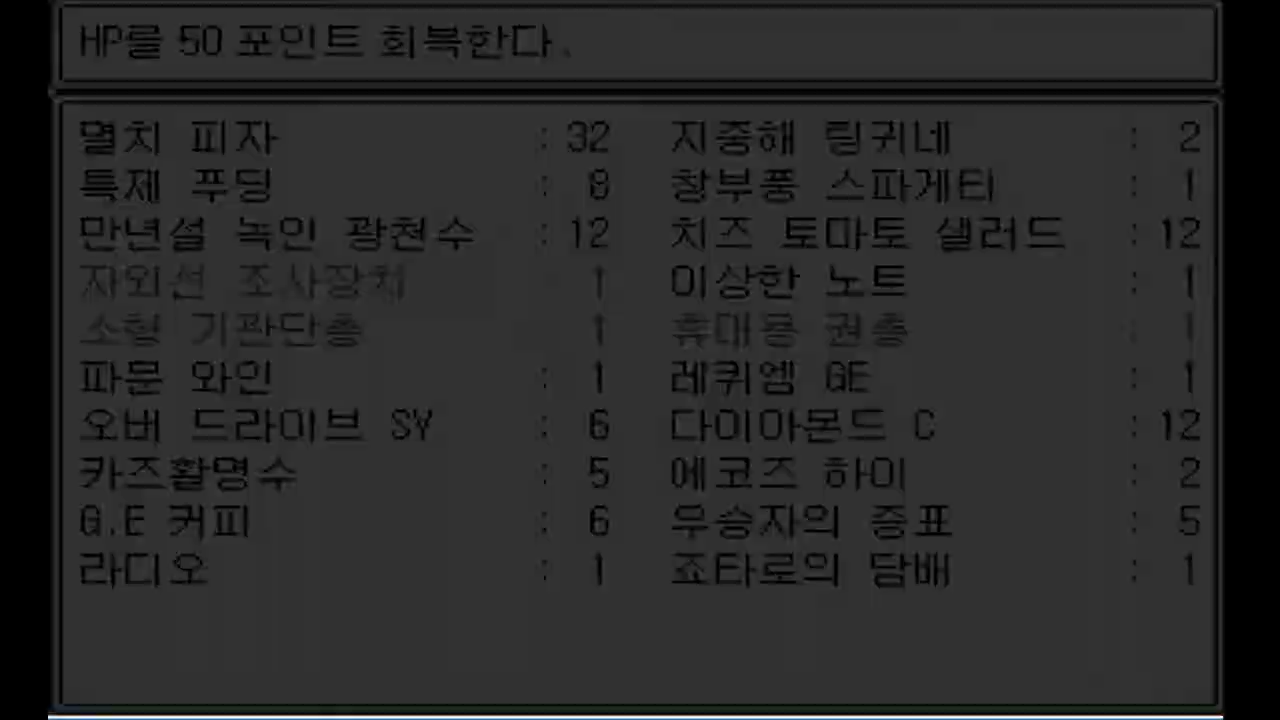 HP를 50 포인트 회복한다.
멸치 피자 : 32 지중해 링귀네 : 2
특제 푸딩 : 8 창부풍 스파게티 : 1
만년설 녹인 광천수 : 12 치즈 토마토 샐러드 : 12
자외선 조사장치 : 1 이상한 노트 : 1
소형 기관단총 : 1 휴대용 권총 : 1
파문 와인 : 1 레퀴엠 GE : 1
오버 드라이브 SY : 6 다이아몬드 C : 12
카즈활명수 : 5 에코즈 하이 : 2
G.E 커피 : 6 우승자의 증표 : 5
라디오 : 1 죠타로의 담배 : 1